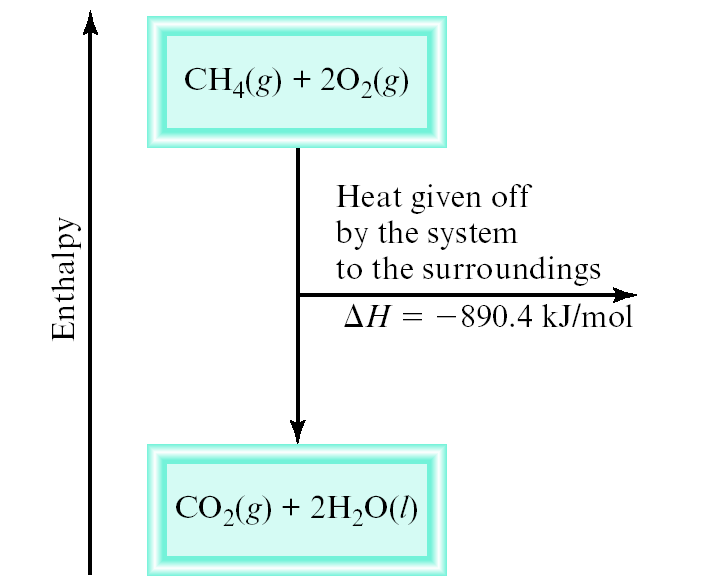 CH₄(g) + 2O₂(g)
Heat given off
by the system
to the surroundings
ΔH = −890.4 kJ/mol
Enthalpy
CO₂(g) + 2H₂O(l)